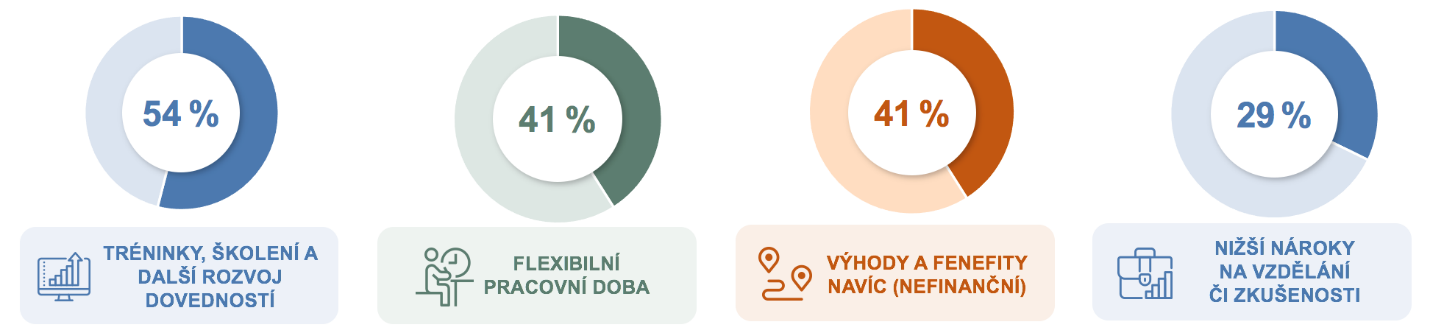 54 %
TRÉNINKY, ŠKOLENÍ A
DALŠÍ ROZVOJ
DOVEDNOSTÍ
41 %
FLEXIBILNÍ
PRACOVNÍ DOBA
41 %
VÝHODY A FENEFITY
NAVÍC (NEFINANČNÍ)
29 %
NIŽŠÍ NÁROKY
NA VZDĚLÁNÍ
ČI ZKUŠENOSTI